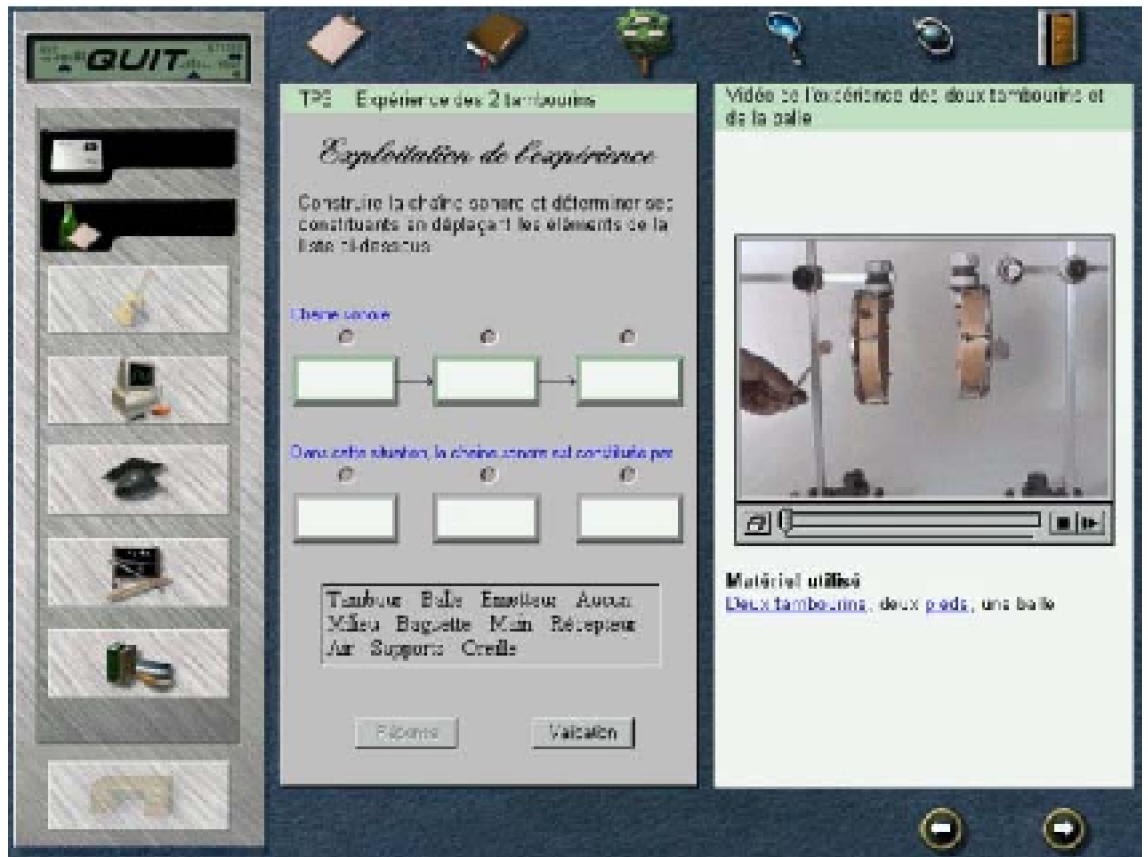 QUIT
Expérience des 2 tambourins
Vidéo de l'expérience des deux tambourins et
de la balle
Exploitation de l'expérience
Construire la chaîne sonore et déterminer ses
constituants en déplaçant les éléments de la
liste ci-dessous
Chaîne sonore
Dans cette situation, la chaîne sonore est constituée par
Tambour Balle Emetteur Aucun
Milieu Baguette Main Récepteur
Air Supports Oreille
Réponse Validation
Matériel utilisé
Deux tambourins, deux pieds, une balle